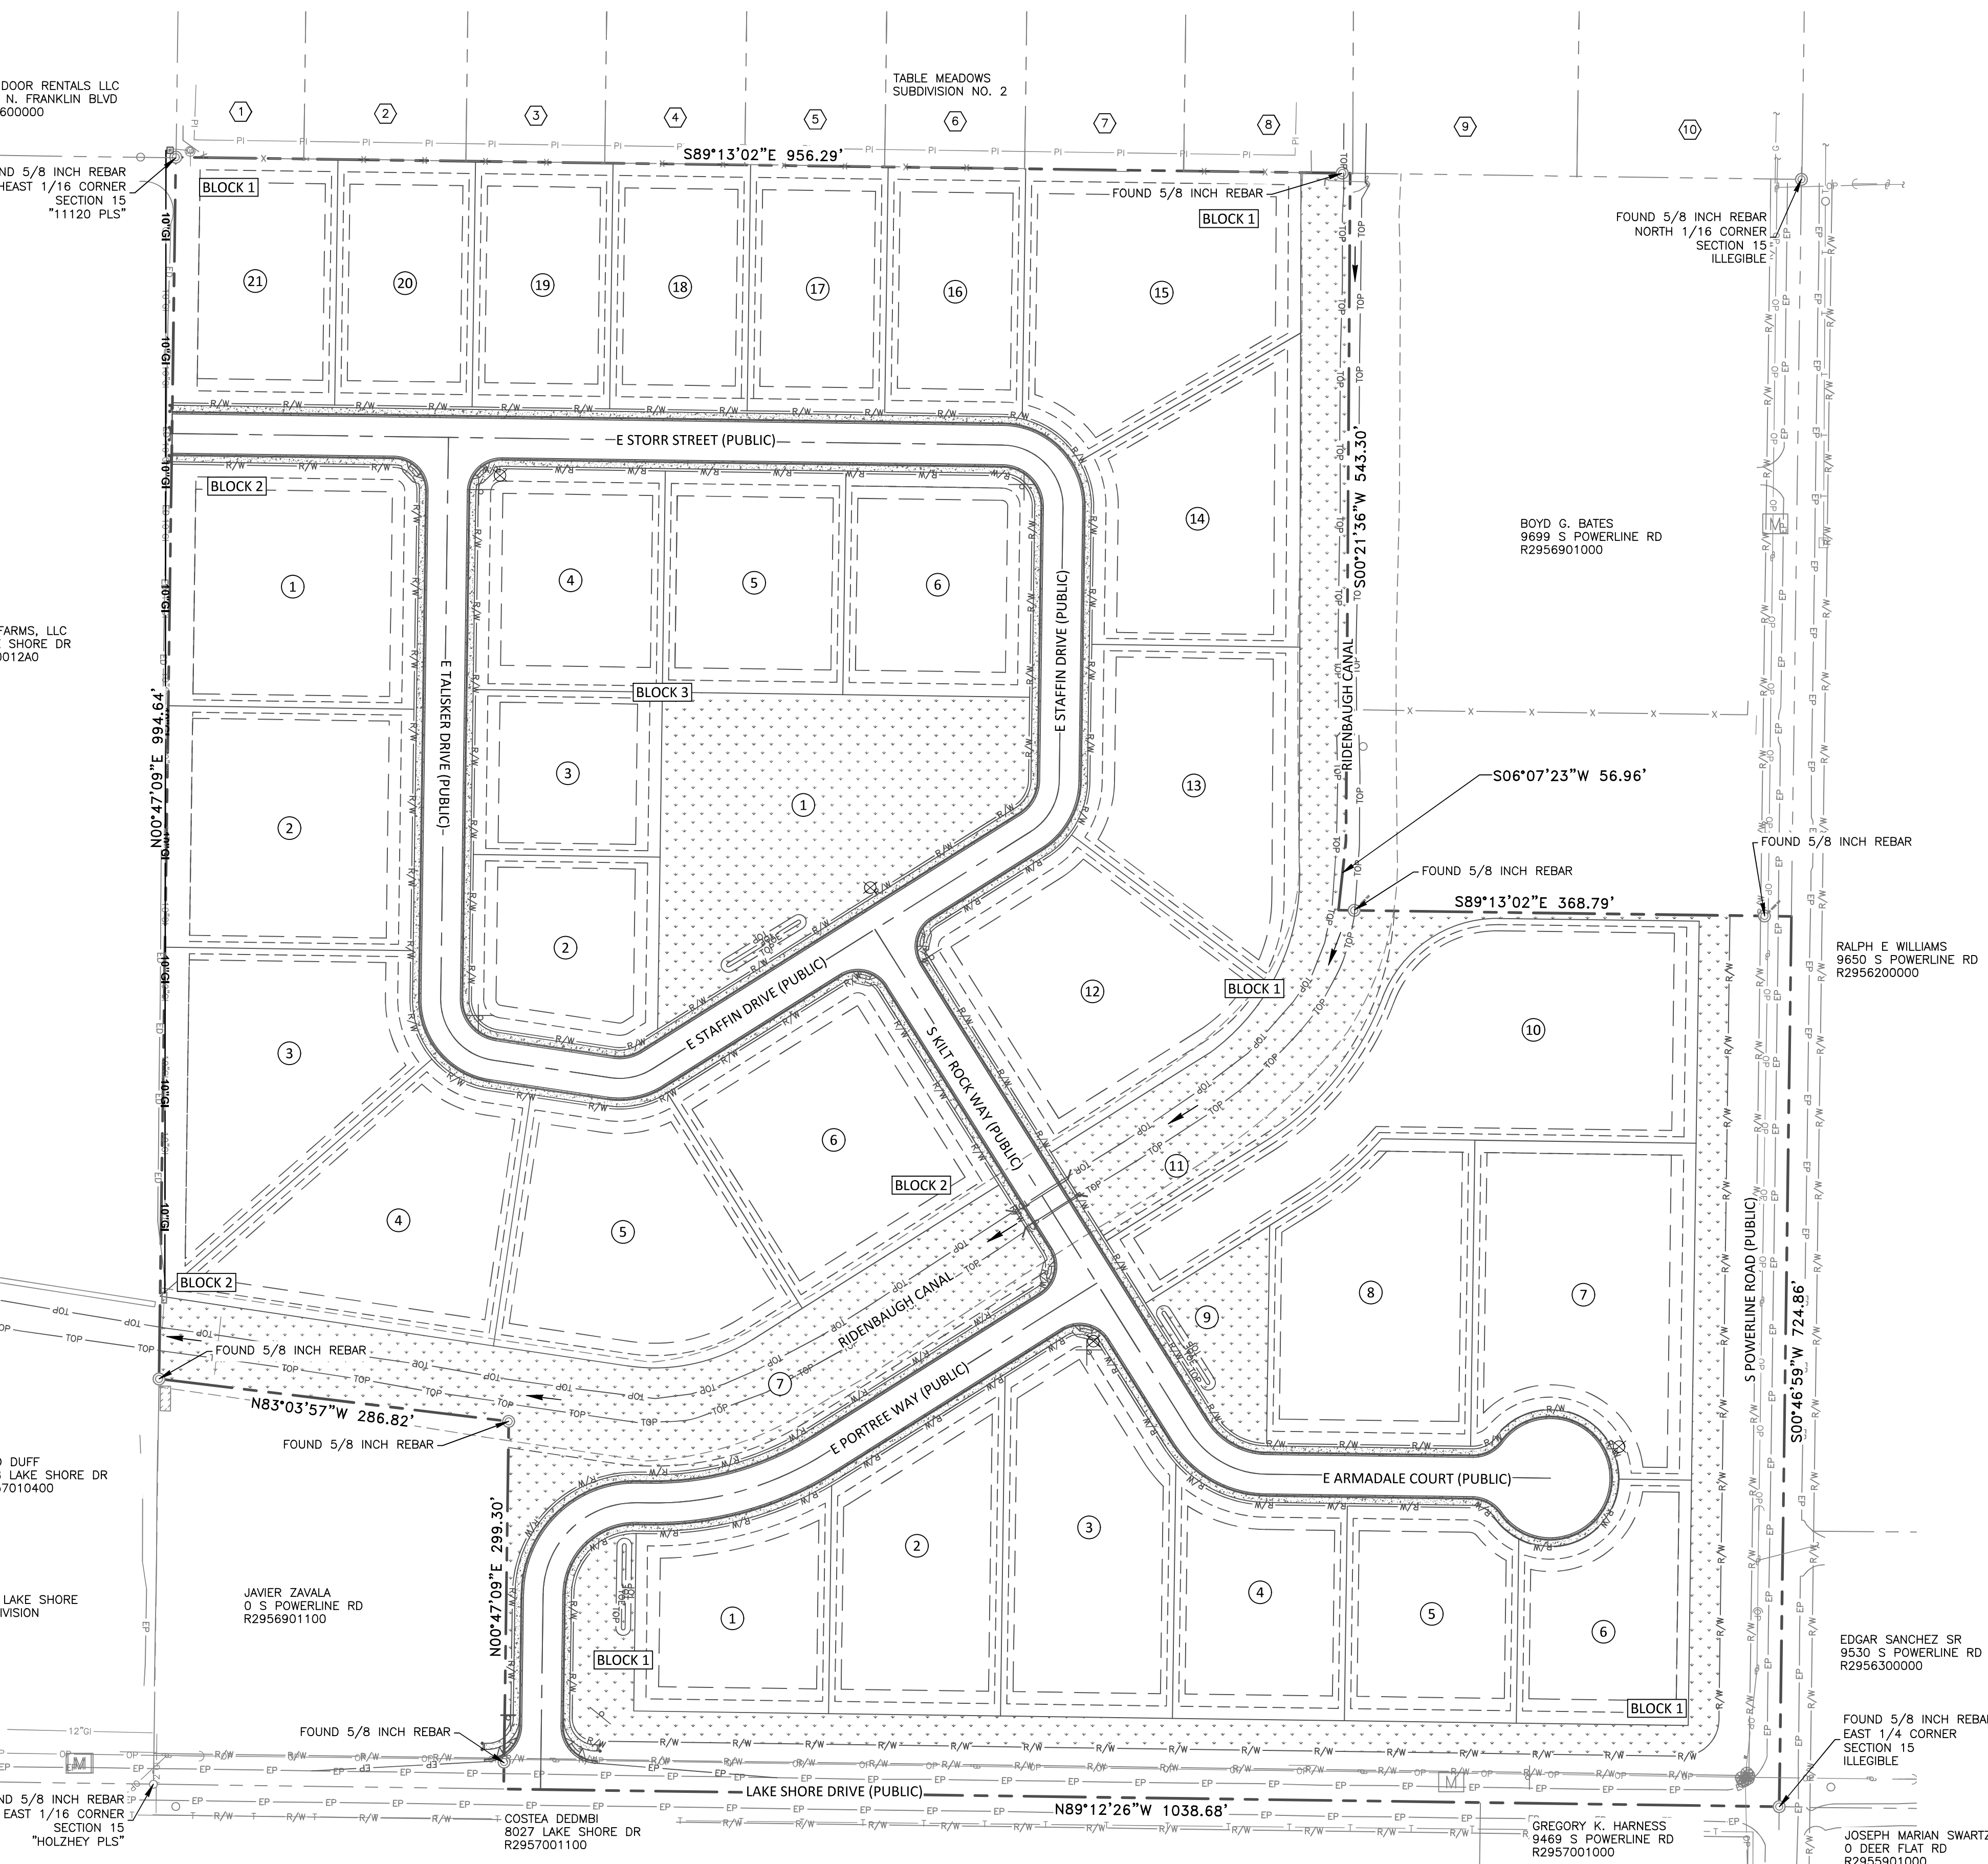 DOOR RENTALS LLC
N. FRANKLIN BLVD
600000
TABLE MEADOWS
SUBDIVISION NO. 2
1
2
3
4
5
6
7
8
9
10
S89°13'02"E 956.29'
ND 5/8 INCH REBAR
HEAST 1/16 CORNER
SECTION 15
"11120 PLS"
BLOCK 1
FOUND 5/8 INCH REBAR
BLOCK 1
FOUND 5/8 INCH REBAR
NORTH 1/16 CORNER
SECTION 15
ILLEGIBLE
21
20
19
18
17
16
15
E STORR STREET (PUBLIC)
BLOCK 2
S00°21'36"W 543.30'
14
BOYD G. BATES
9699 S POWERLINE RD
R2956901000
1
4
5
6
E STAFFIN DRIVE (PUBLIC)
FARMS, LLC
SHORE DR
0012A0
E TALISKER DRIVE (PUBLIC)
BLOCK 3
RIDENBAUGH CANAL
N00°47'09"E 994.64'
3
1
13
S06°07'23"W 56.96'
2
FOUND 5/8 INCH REBAR
FOUND 5/8 INCH REBAR
S89°13'02"E 368.79'
2
RALPH E WILLIAMS
9650 S POWERLINE RD
R2956200000
E STAFFIN DRIVE (PUBLIC)
12
BLOCK 1
10
3
S KILT ROCK WAY (PUBLIC)
6
11
BLOCK 2
4
5
BLOCK 2
S POWERLINE ROAD (PUBLIC)
S00°46'59"W 724.86'
8
7
9
RIDENBAUGH CANAL
FOUND 5/8 INCH REBAR
7
N83°03'57"W 286.82'
E PORTREE WAY (PUBLIC)
FOUND 5/8 INCH REBAR
DUFF
LAKE SHORE DR
7010400
E ARMADALE COURT (PUBLIC)
N00°47'09"E 299.30'
3
2
4
5
6
1
LAKE SHORE
IVISION
JAVIER ZAVALA
0 S POWERLINE RD
R2956901100
BLOCK 1
EDGAR SANCHEZ SR
9530 S POWERLINE RD
R2956300000
BLOCK 1
12"GI
FOUND 5/8 INCH REBAR
FOUND 5/8 INCH REBA
EAST 1/4 CORNER
SECTION 15
ILLEGIBLE
LAKE SHORE DRIVE (PUBLIC)
ND 5/8 INCH REBAR
EAST 1/16 CORNER
SECTION 15
"HOLZHEY PLS"
N89°12'26"W 1038.68'
COSTEA DEDMBI
8027 LAKE SHORE DR
R2957001100
GREGORY K. HARNESS
9469 S POWERLINE RD
R2957001000
JOSEPH MARIAN SWARTZ
0 DEER FLAT RD
R2955901000